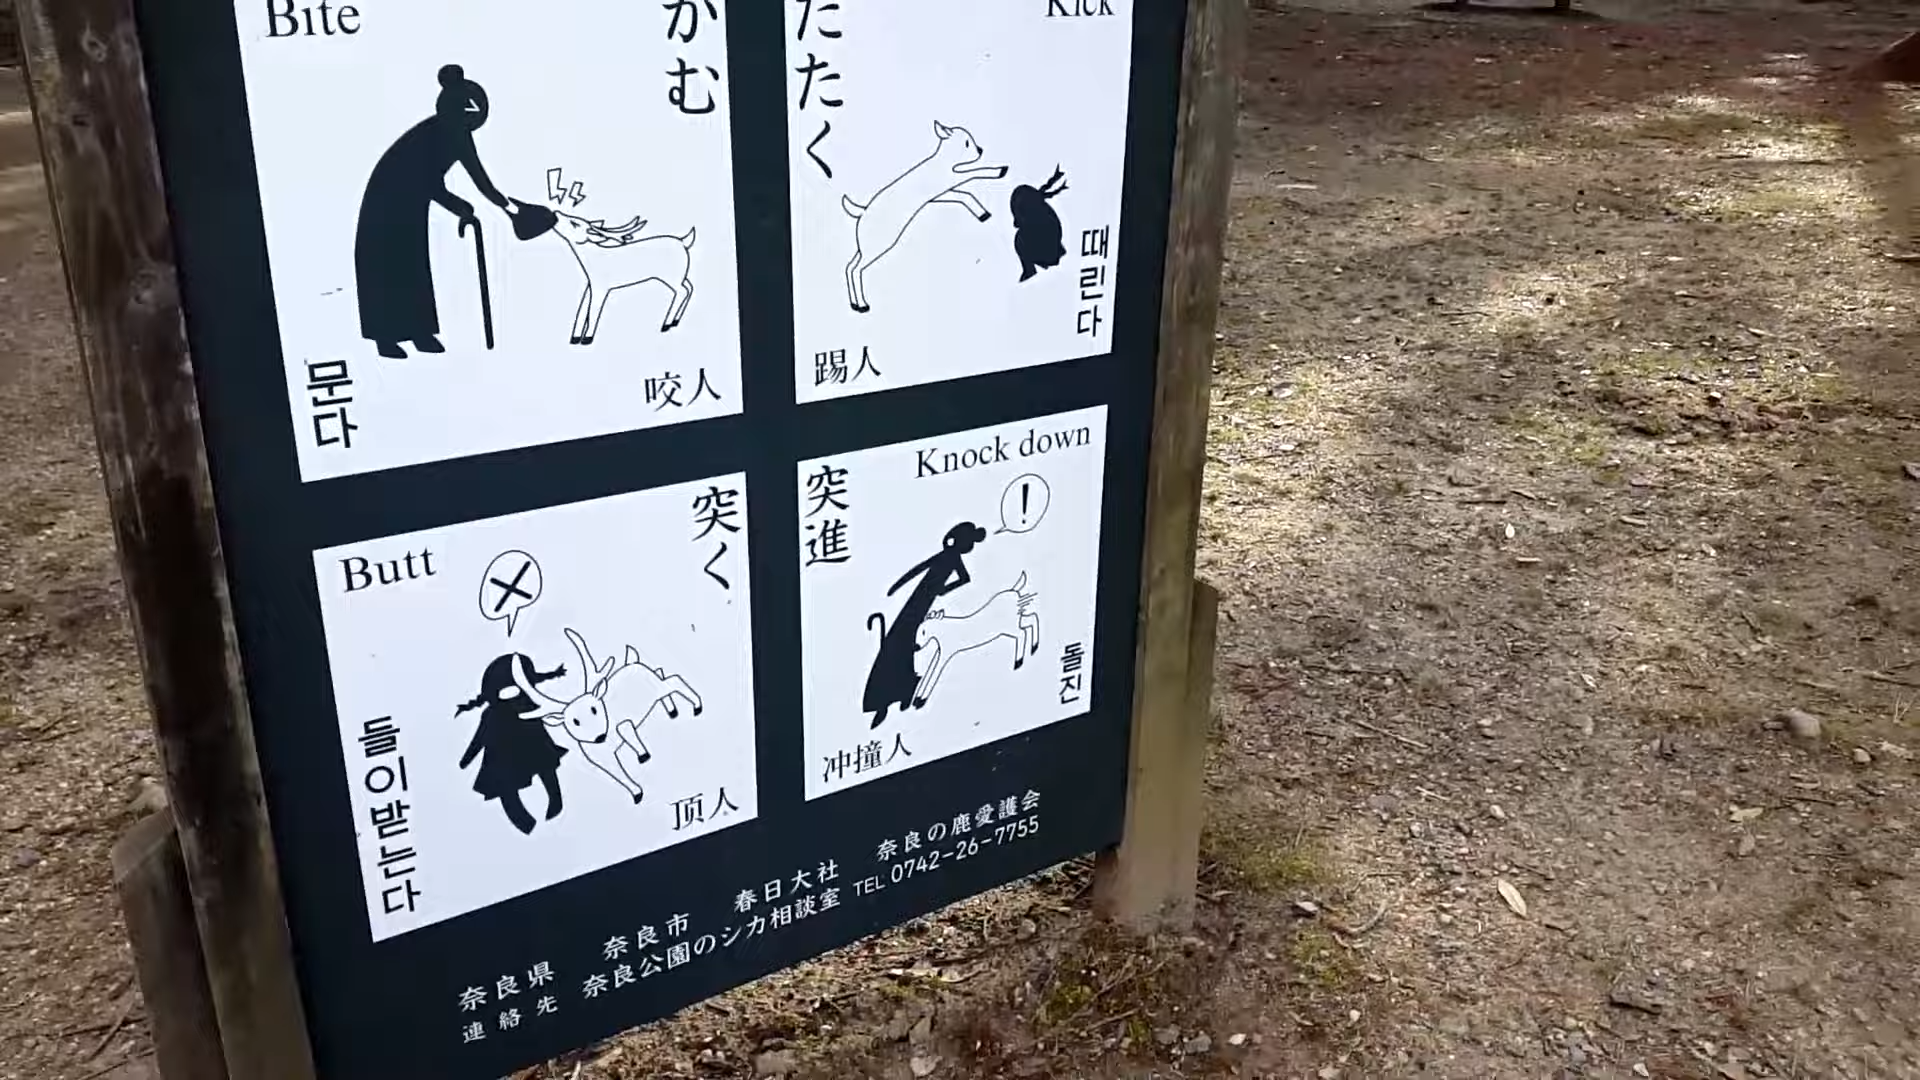 Bite
かむ
문다
咬人
Kick
たたく
때린다
踢人
Butt
突く
들이받는다
顶人
Knock down
突進
돌진
冲撞人
奈良県 奈良市 春日大社 奈良の鹿愛護会
連絡先 奈良公園のシカ相談室 TEL 0742-26-7755